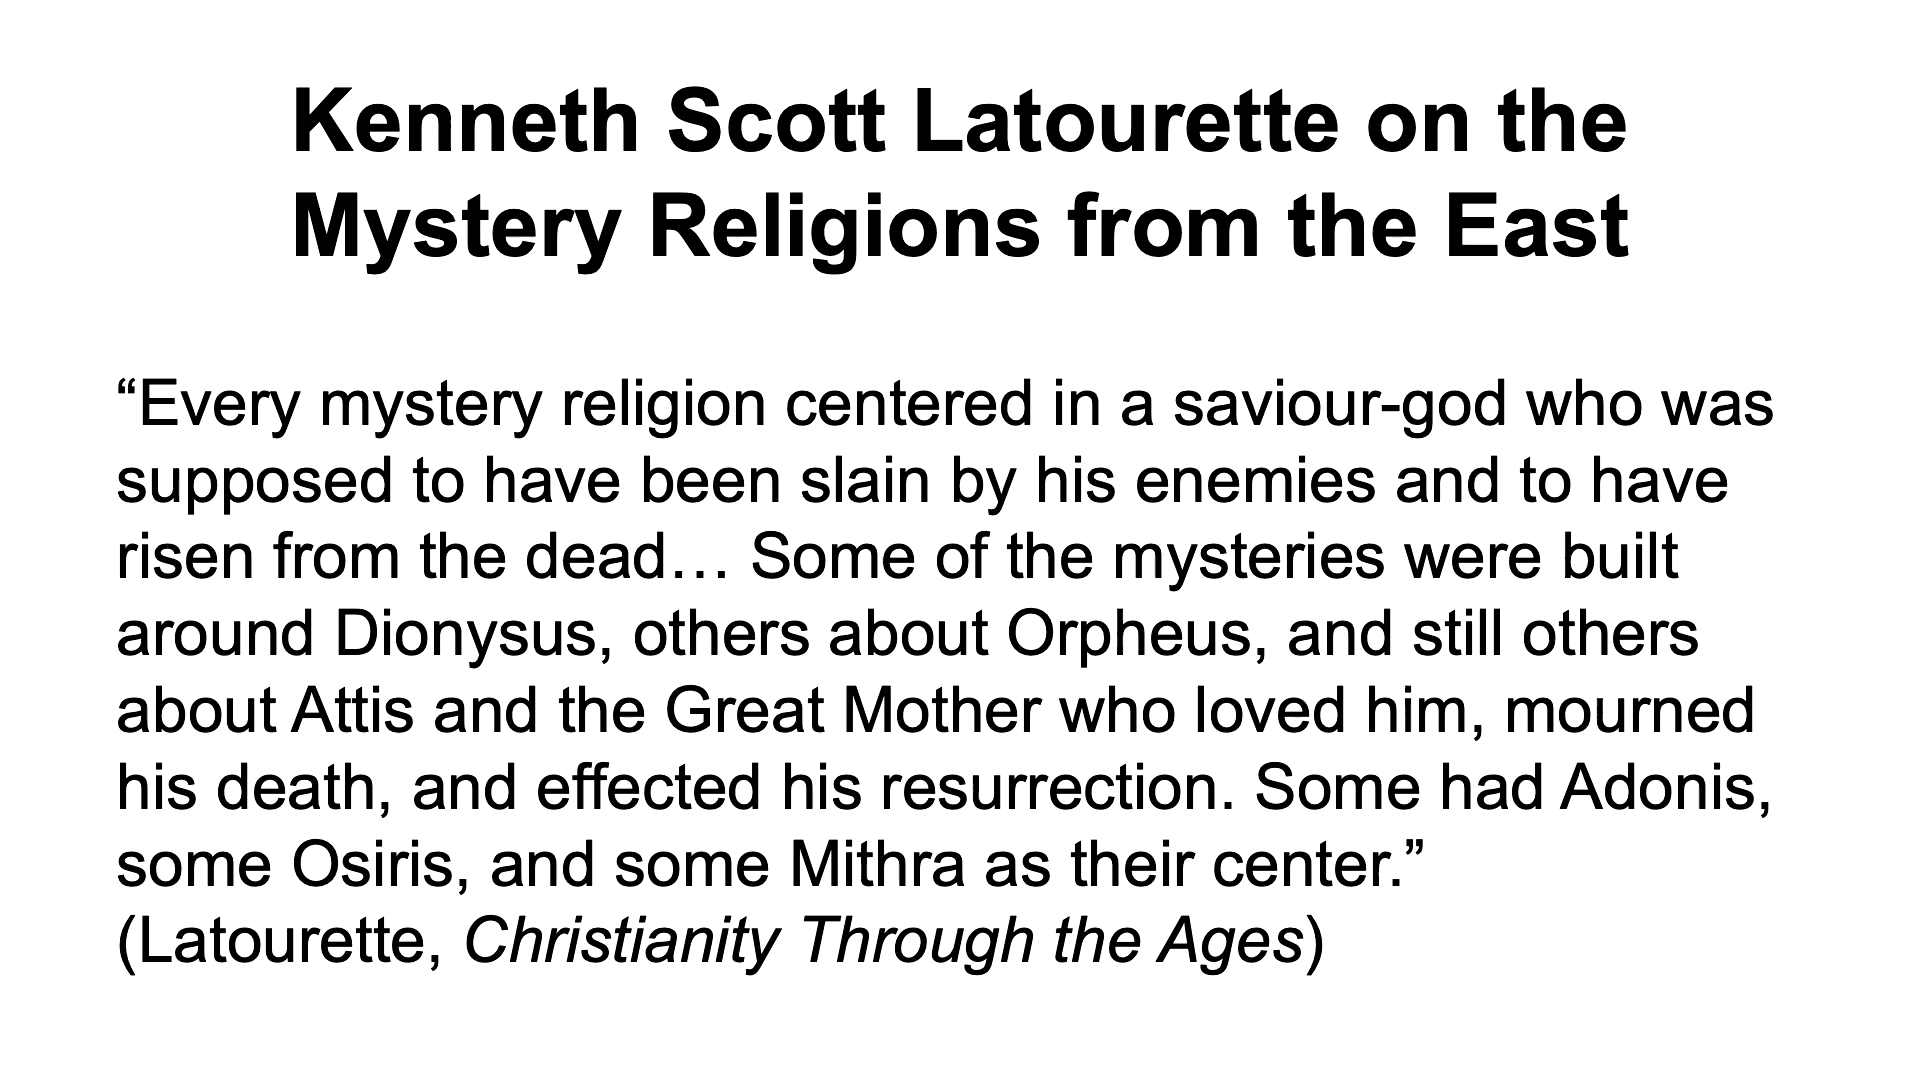 Kenneth Scott Latourette on the
Mystery Religions from the East
“Every mystery religion centered in a saviour-god who was
supposed to have been slain by his enemies and to have
risen from the dead… Some of the mysteries were built
around Dionysus, others about Orpheus, and still others
about Attis and the Great Mother who loved him, mourned
his death, and effected his resurrection. Some had Adonis,
some Osiris, and some Mithra as their center.”
(Latourette, Christianity Through the Ages)